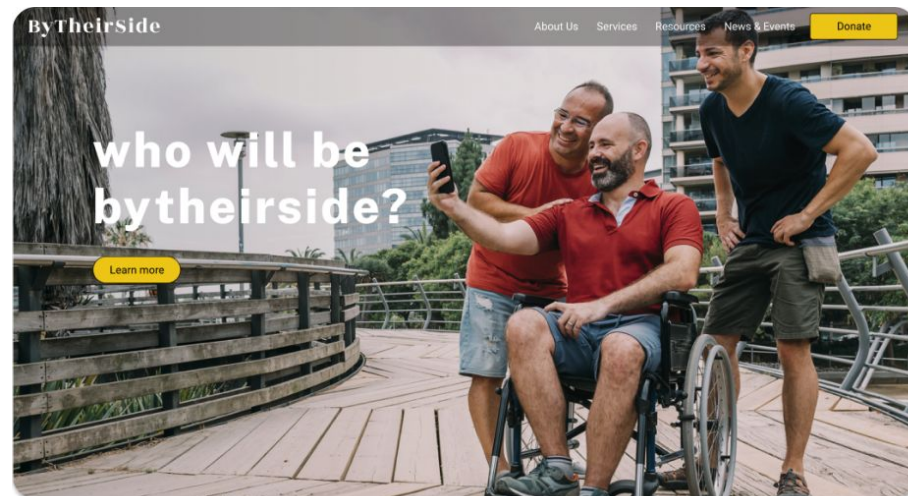 ByTheirSide
About Us Services Resources News & Events Donate
who will be
bytheirside?
Learn more